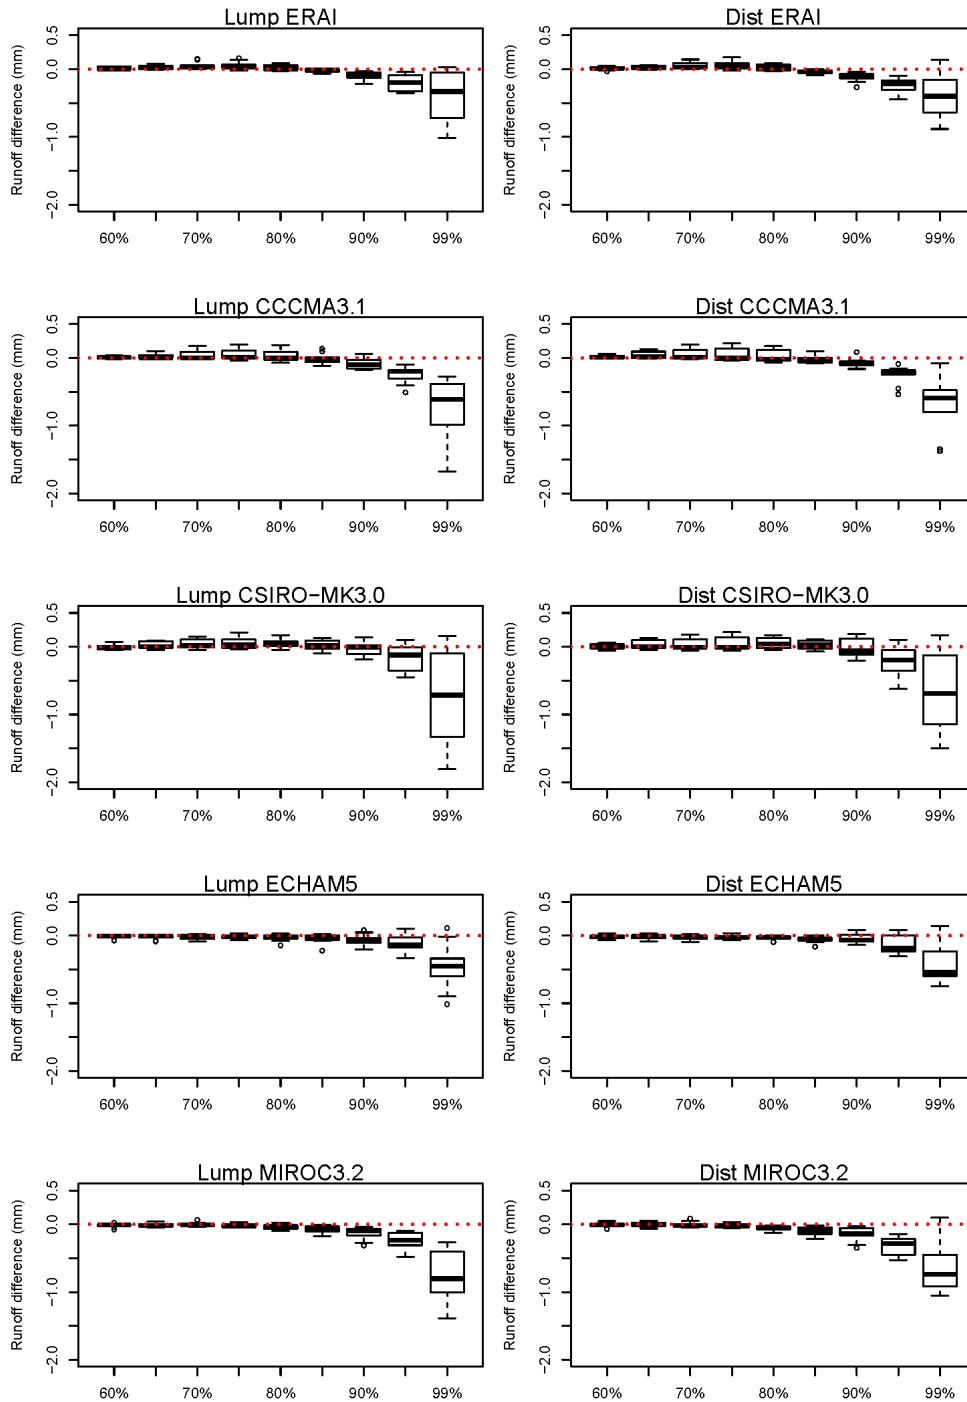 Lump ERAI
Runoff difference (mm)
0.5
0.0
−1.0
−2.0
60% 70% 80% 90% 99%
Dist ERAI
Runoff difference (mm)
0.5
0.0
−1.0
−2.0
60% 70% 80% 90% 99%
Lump CCCMA3.1
Runoff difference (mm)
0.5
0.0
−1.0
−2.0
60% 70% 80% 90% 99%
Dist CCCMA3.1
Runoff difference (mm)
0.5
0.0
−1.0
−2.0
60% 70% 80% 90% 99%
Lump CSIRO−MK3.0
Runoff difference (mm)
0.5
0.0
−1.0
−2.0
60% 70% 80% 90% 99%
Dist CSIRO−MK3.0
Runoff difference (mm)
0.5
0.0
−1.0
−2.0
60% 70% 80% 90% 99%
Lump ECHAM5
Runoff difference (mm)
0.5
0.0
−1.0
−2.0
60% 70% 80% 90% 99%
Dist ECHAM5
Runoff difference (mm)
0.5
0.0
−1.0
−2.0
60% 70% 80% 90% 99%
Lump MIROC3.2
Runoff difference (mm)
0.5
0.0
−1.0
−2.0
60% 70% 80% 90% 99%
Dist MIROC3.2
Runoff difference (mm)
0.5
0.0
−1.0
−2.0
60% 70% 80% 90% 99%